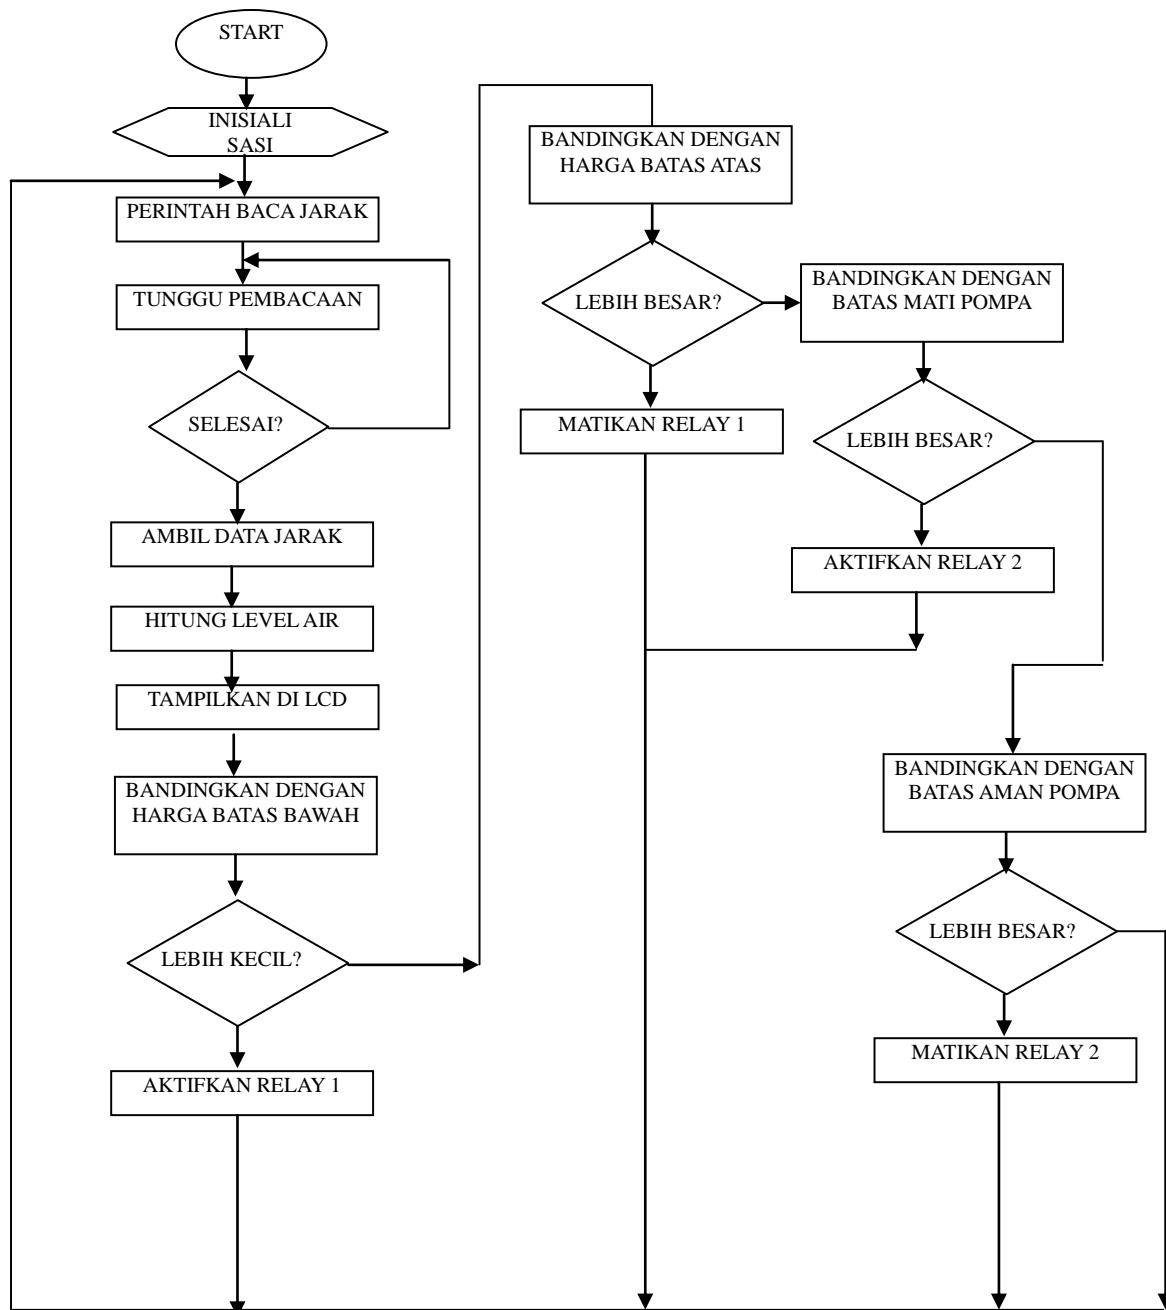 START
INISIALI
SASI
PERINTAH BACA JARAK
TUNGGU PEMBACAAN
SELESAI?
AMBIL DATA JARAK
HITUNG LEVEL AIR
TAMPILKAN DI LCD
BANDINGKAN DENGAN
HARGA BATAS BAWAH
LEBIH KECIL?
AKTIFKAN RELAY 1
BANDINGKAN DENGAN
HARGA BATAS ATAS
LEBIH BESAR?
MATIKAN RELAY 1
BANDINGKAN DENGAN
BATAS MATI POMPA
LEBIH BESAR?
AKTIFKAN RELAY 2
BANDINGKAN DENGAN
BATAS AMAN POMPA
LEBIH BESAR?
MATIKAN RELAY 2